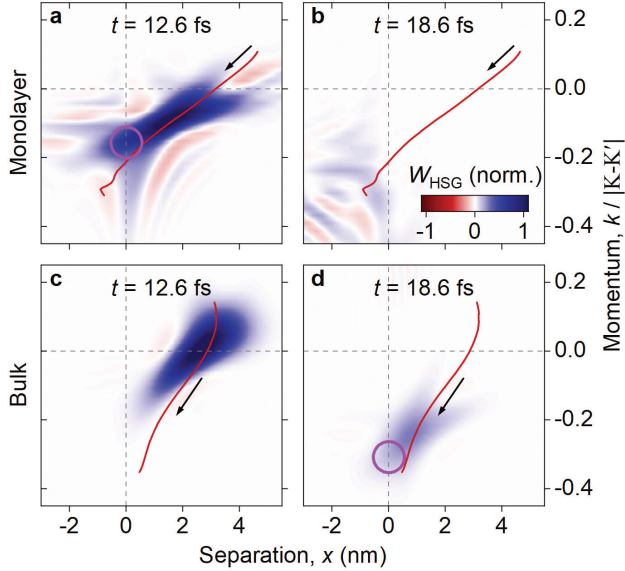 a
t = 12.6 fs
b
t = 18.6 fs
0.2
0.0
-0.2
-0.4
W_HSG (norm.)
-1 0 1
Monolayer
c
t = 12.6 fs
d
t = 18.6 fs
0.2
0.0
-0.2
-0.4
Bulk
Momentum, k / |K-K′|
-2 0 2 4
-2 0 2 4
Separation, x (nm)